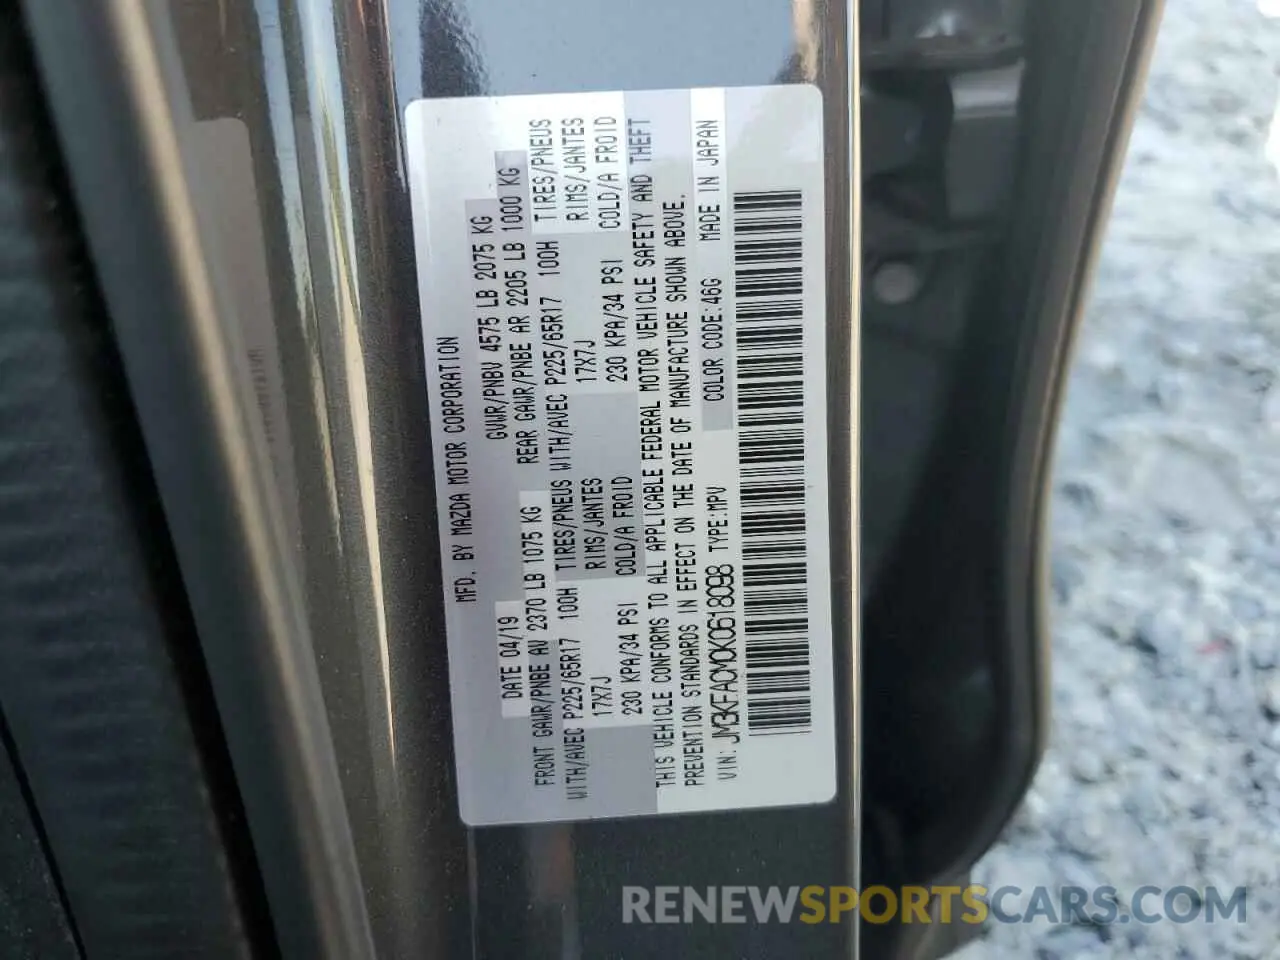 MFD. BY MAZDA MOTOR CORPORATION
DATE 04/19 GVWR/PNBV 4575 LB 2075 KG
FRONT GAWR/PNBE AV 2370 LB 1075 KG REAR GAWR/PNBE AR 2205 LB 1000 KG
WITH/AVEC P225/65R17 100H TIRES/PNEUS WITH/AVEC P225/65R17 100H TIRES/PNEUS
17X7J RIMS/JANTES 17X7J RIMS/JANTES
230 KPA/34 PSI COLD/A FROID 230 KPA/34 PSI COLD/A FROID
THIS VEHICLE CONFORMS TO ALL APPLICABLE FEDERAL MOTOR VEHICLE SAFETY AND THEFT
PREVENTION STANDARDS IN EFFECT ON THE DATE OF MANUFACTURE SHOWN ABOVE.
VIN: JM3KFACM0K0618098 TYPE:MPV COLOR CODE:46G MADE IN JAPAN
RENEWSPORTSCARS.COM